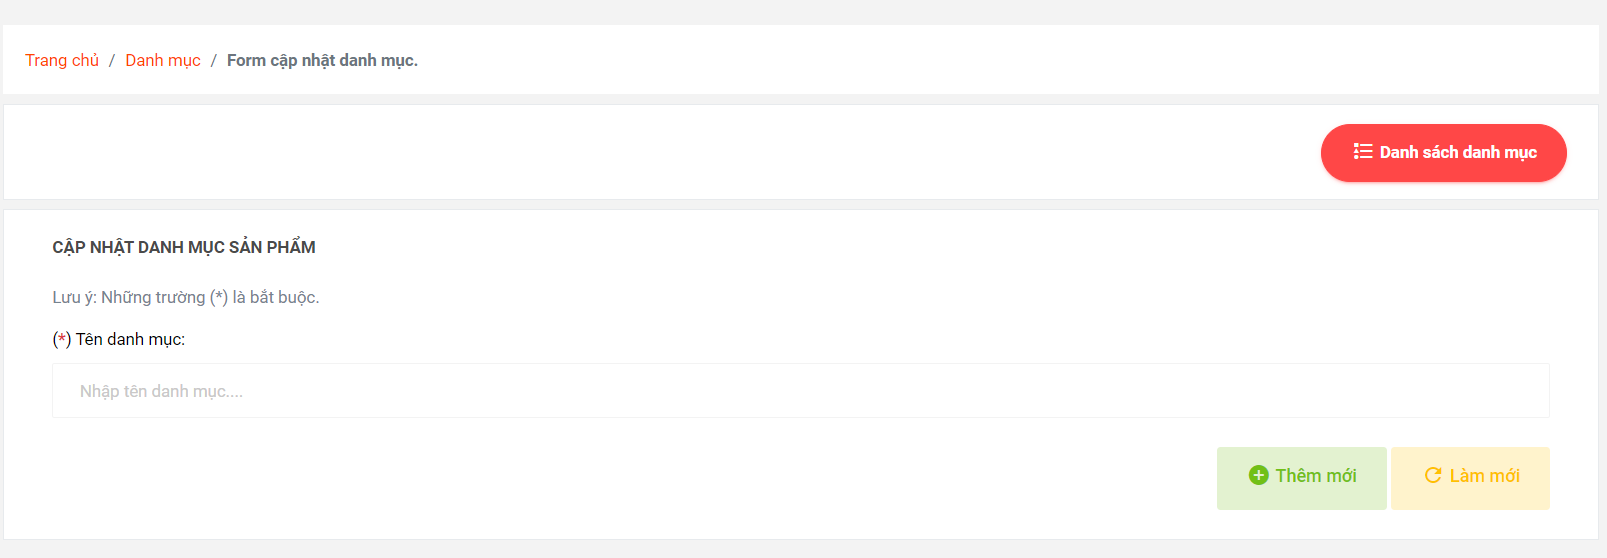 Trang chủ / Danh mục / Form cập nhật danh mục.
Danh sách danh mục
CẬP NHẬT DANH MỤC SẢN PHẨM
Lưu ý: Những trường (*) là bắt buộc.
(*) Tên danh mục:
Nhập tên danh mục....
Thêm mới Làm mới